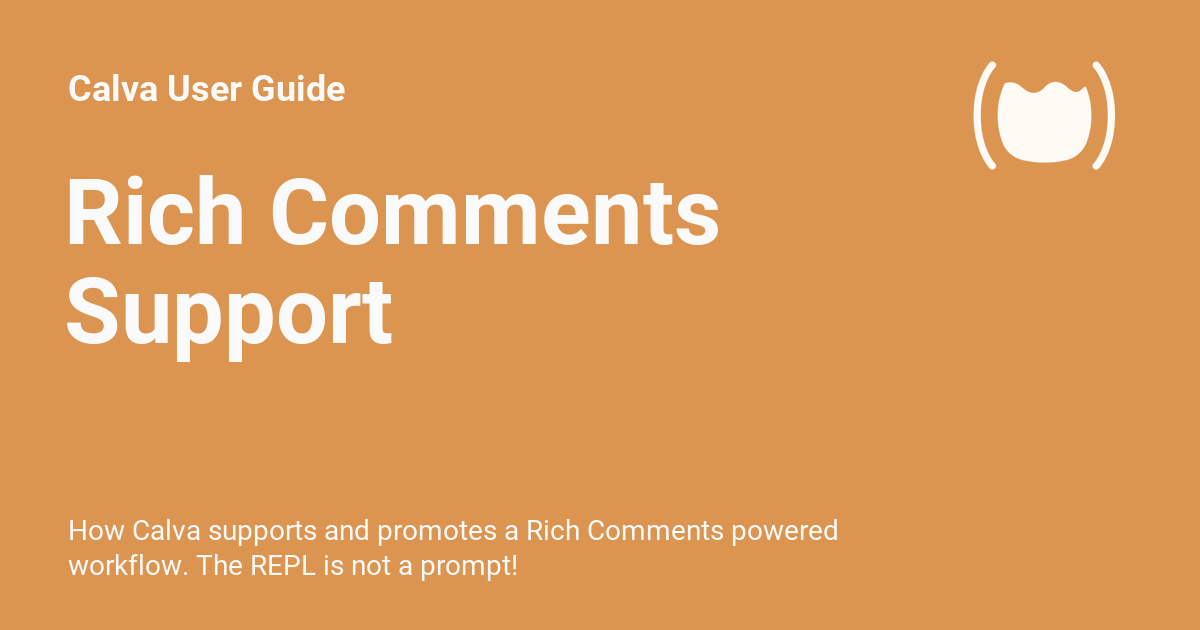 Calva User Guide
Rich Comments
Support
How Calva supports and promotes a Rich Comments powered
workflow. The REPL is not a prompt!